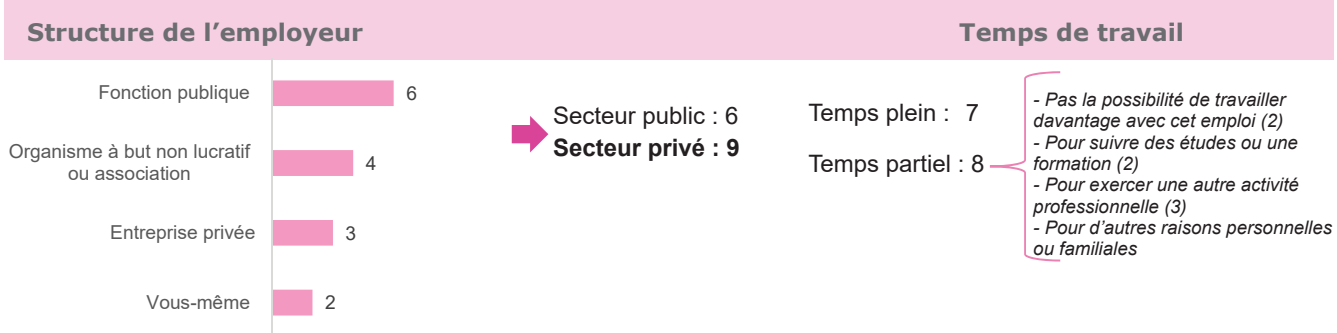 Structure de l'employeur
Temps de travail
Fonction publique
6
Organisme à but non lucratif
ou association
4
Entreprise privée
3
Vous-même
2
Secteur public : 6
Secteur privé : 9
Temps plein : 7
Temps partiel : 8
- Pas la possibilité de travailler
davantage avec cet emploi (2)
- Pour suivre des études ou une
formation (2)
- Pour exercer une autre activité
professionnelle (3)
- Pour d'autres raisons personnelles
ou familiales